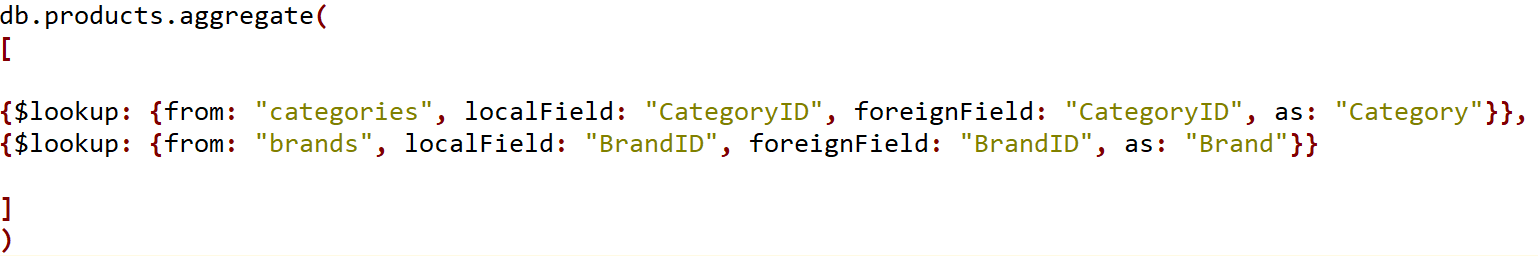 db.products.aggregate(
[
{$lookup: {from: "categories", localField: "CategoryID", foreignField: "CategoryID", as: "Category"}},
{$lookup: {from: "brands", localField: "BrandID", foreignField: "BrandID", as: "Brand"}}
]
)